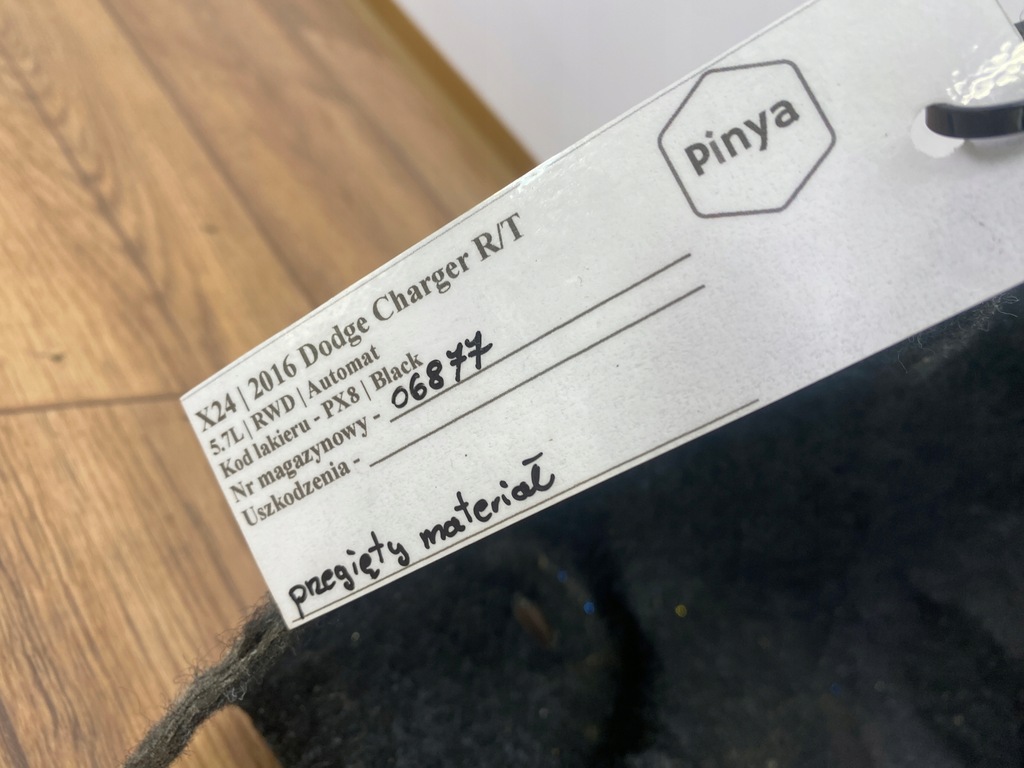 Pinya
X24 | 2016 Dodge Charger R/T
5.7L | RWD | Automat
Kod lakieru - PX8 | Black
Nr magazynowy - 06877
Uszkodzenia -
przegięty materiał